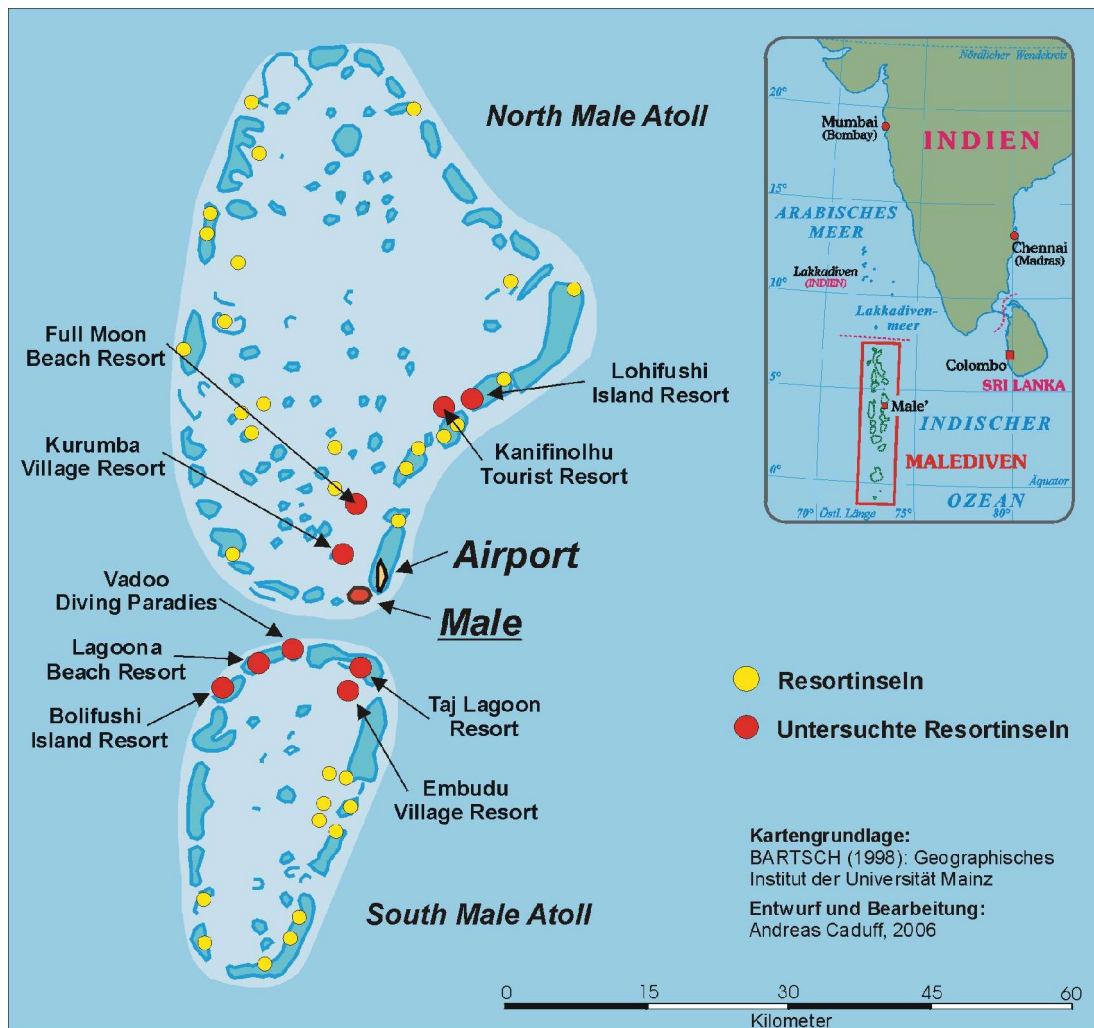 North Male Atoll
Full Moon
Beach Resort
Lohifushi
Island Resort
Kurumba
Village Resort
Kanifinolhu
Tourist Resort
Airport
Vadoo
Diving Paradies
Male
Lagoona
Beach Resort
Bolifushi
Island Resort
Taj Lagoon
Resort
Embudu
Village Resort
South Male Atoll
Nördlicher Wendekreis
70°
75°
80°
20°
Mumbai
(Bombay)
INDIEN
15°
ARABISCHES
MEER
Chennai
(Madras)
Lakkadiven
(INDIEN)
10°
Lakkadiven-
meer
Colombo
SRI LANKA
5°
Male'
INDISCHER
MALEDIVEN
0°
Äquator
OZEAN
70° Östl. Länge 75° 80°
Resortinseln
Untersuchte Resortinseln
Kartengrundlage:
BARTSCH (1998): Geographisches
Institut der Universität Mainz
Entwurf und Bearbeitung:
Andreas Caduff, 2006
0 15 30 45 60
Kilometer